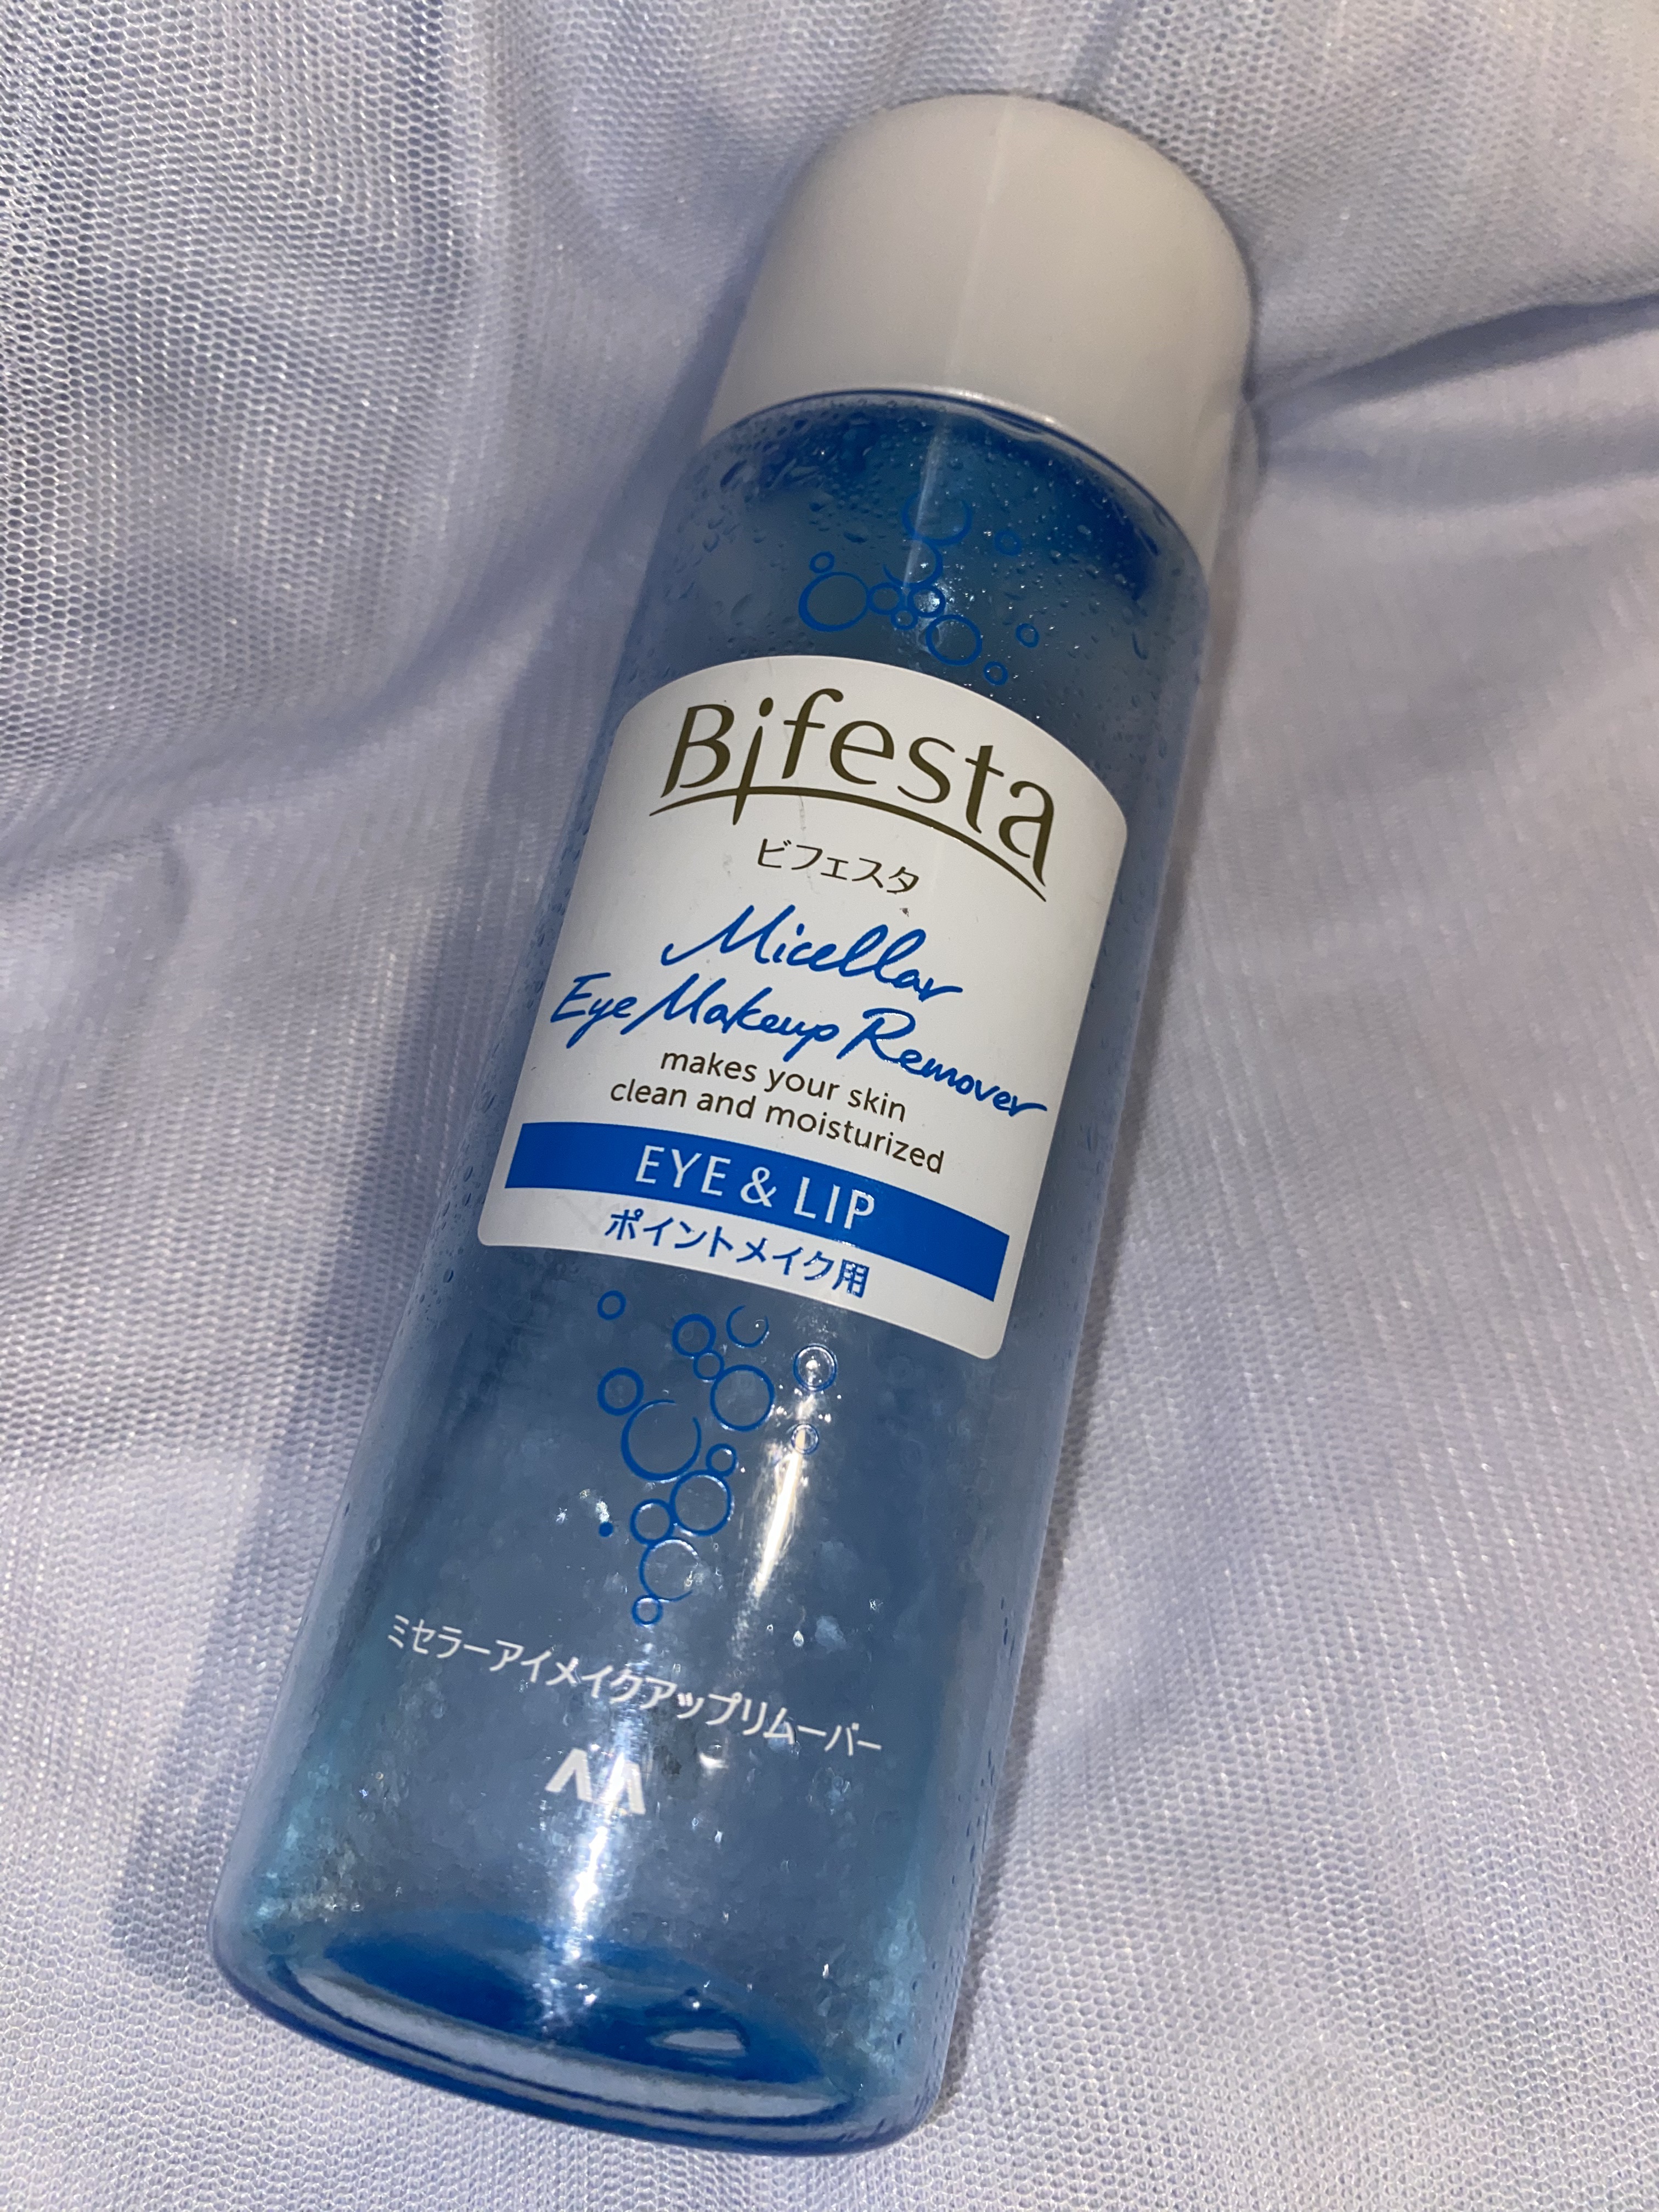 Bifesta
ビフェスタ
Micellar
Eye Makeup Remover
makes your skin
clean and moisturized
EYE & LIP
ポイントメイク用
ミセラーアイメイクアップリムーバー